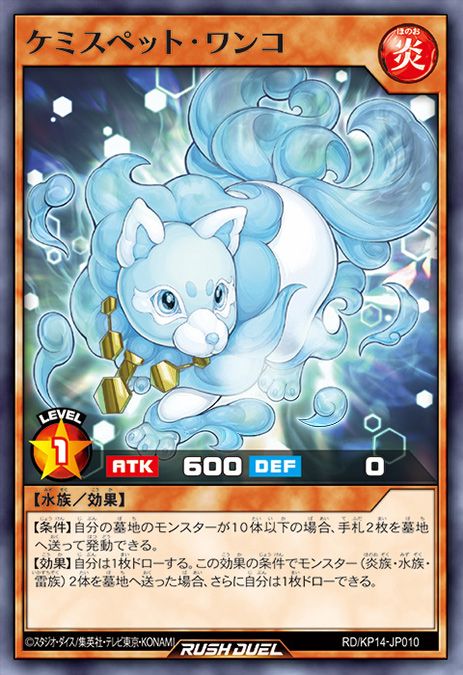 ケミスペット・ワンコ
ほのお
炎
LEVEL
1
ATK 600 DEF 0
【水族／効果】
【条件】自分の墓地のモンスターが10体以下の場合、手札2枚を墓地
へ送って発動できる。
【効果】自分は1枚ドローする。この効果の条件でモンスター（炎族・水族・
雷族）2体を墓地へ送った場合、さらに自分は1枚ドローできる。
©スタジオ・ダイス/集英社・テレビ東京・KONAMI
RUSH DUEL
RD/KP14-JP010